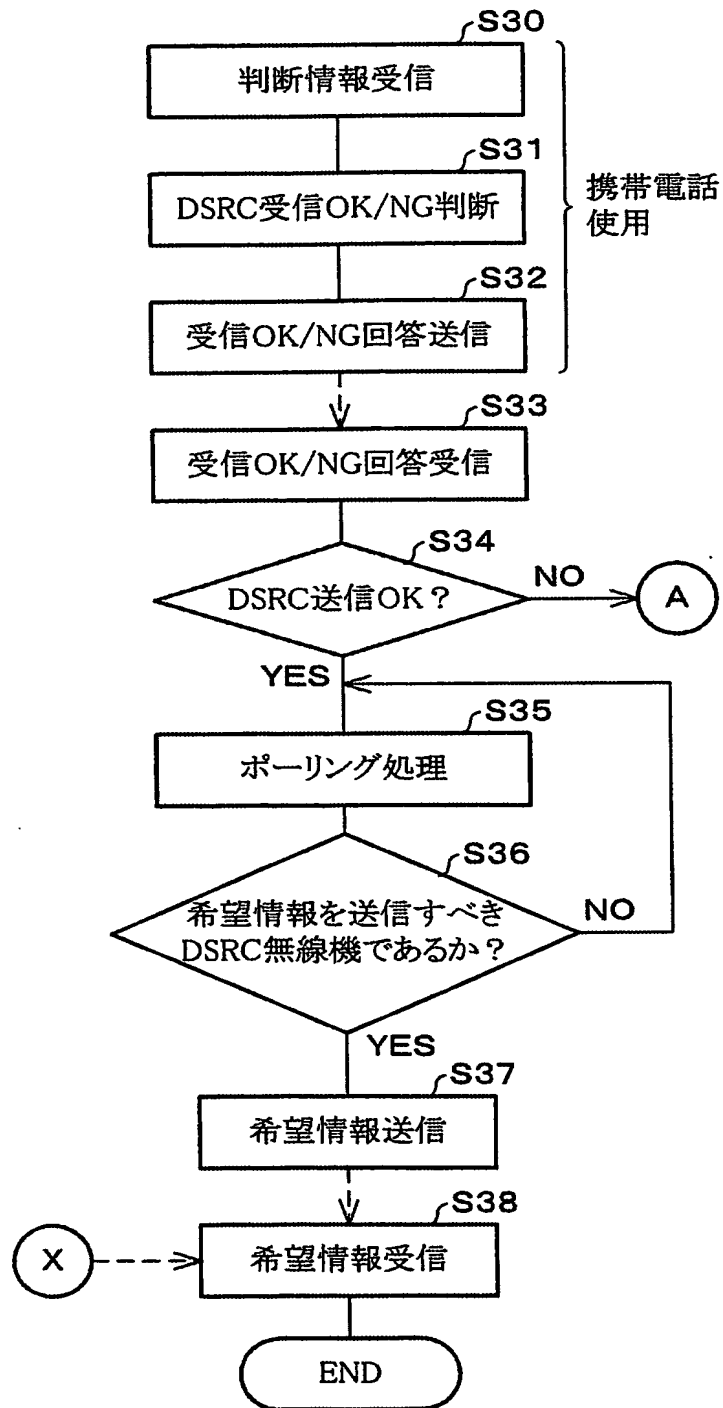 S30
判断情報受信
S31
DSRC受信OK/NG判断
携帯電話
使用
S32
受信OK/NG回答送信
S33
受信OK/NG回答受信
S34
DSRC送信OK?
NO
A
YES
S35
ポーリング処理
S36
希望情報を送信すべき
DSRC無線機であるか?
NO
YES
S37
希望情報送信
S38
X
希望情報受信
END